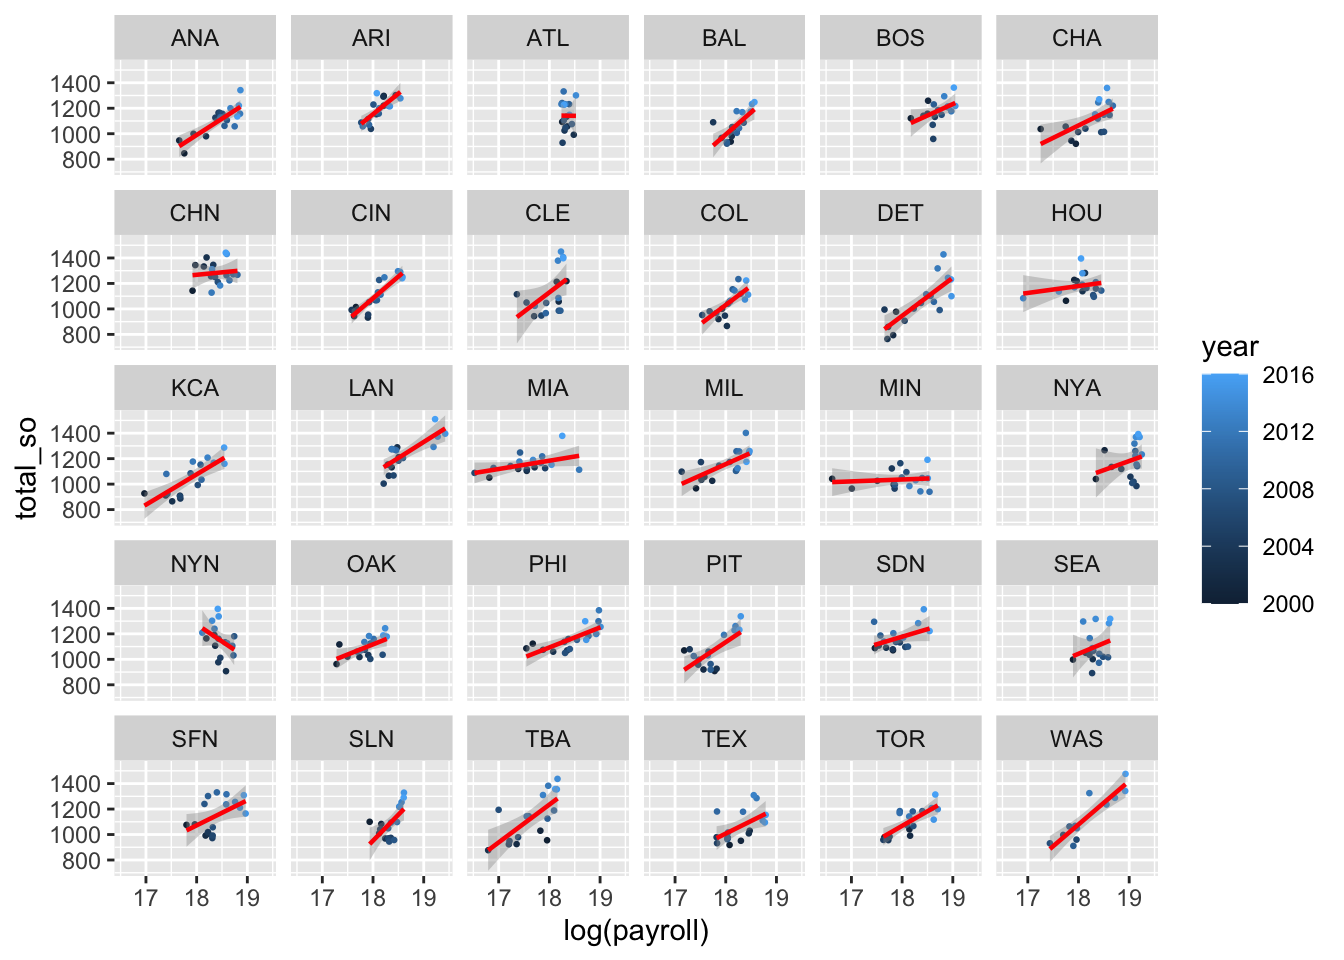 ANA ARI ATL BAL BOS CHA
1400
1200
1000
800
CHN CIN CLE COL DET HOU
1400
1200
1000
800
KCA LAN MIA MIL MIN NYA
1400
1200
1000
800
NYN OAK PHI PIT SDN SEA
1400
1200
1000
800
SFN SLN TBA TEX TOR WAS
1400
1200
1000
800
17 18 19 17 18 19 17 18 19 17 18 19 17 18 19 17 18 19
log(payroll)
total_so
year
2016
2012
2008
2004
2000